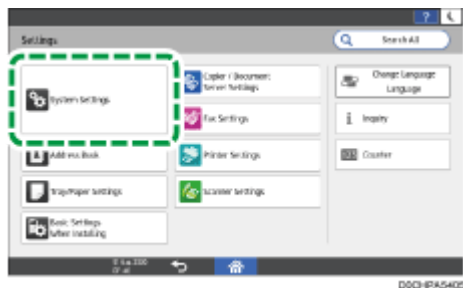 ?
Settings
Search All
System Settings
Copier / Document
Server Settings
Change Language
Language
Fax Settings
Inquiry
Address Book
Printer Settings
Counter
Tray/Paper Settings
Scanner Settings
Basic Settings
When Installing
D0CHPA5405